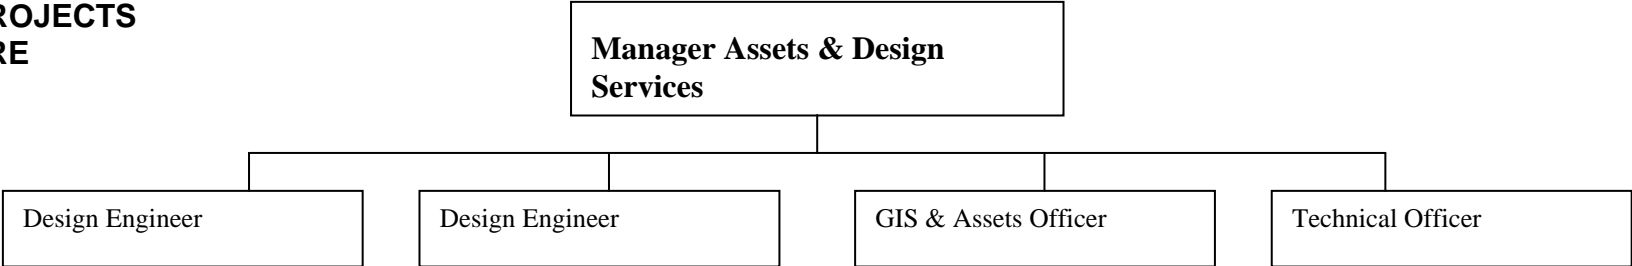 ROJECTS
RE
Manager Assets & Design
Services
Design Engineer
Design Engineer
GIS & Assets Officer
Technical Officer